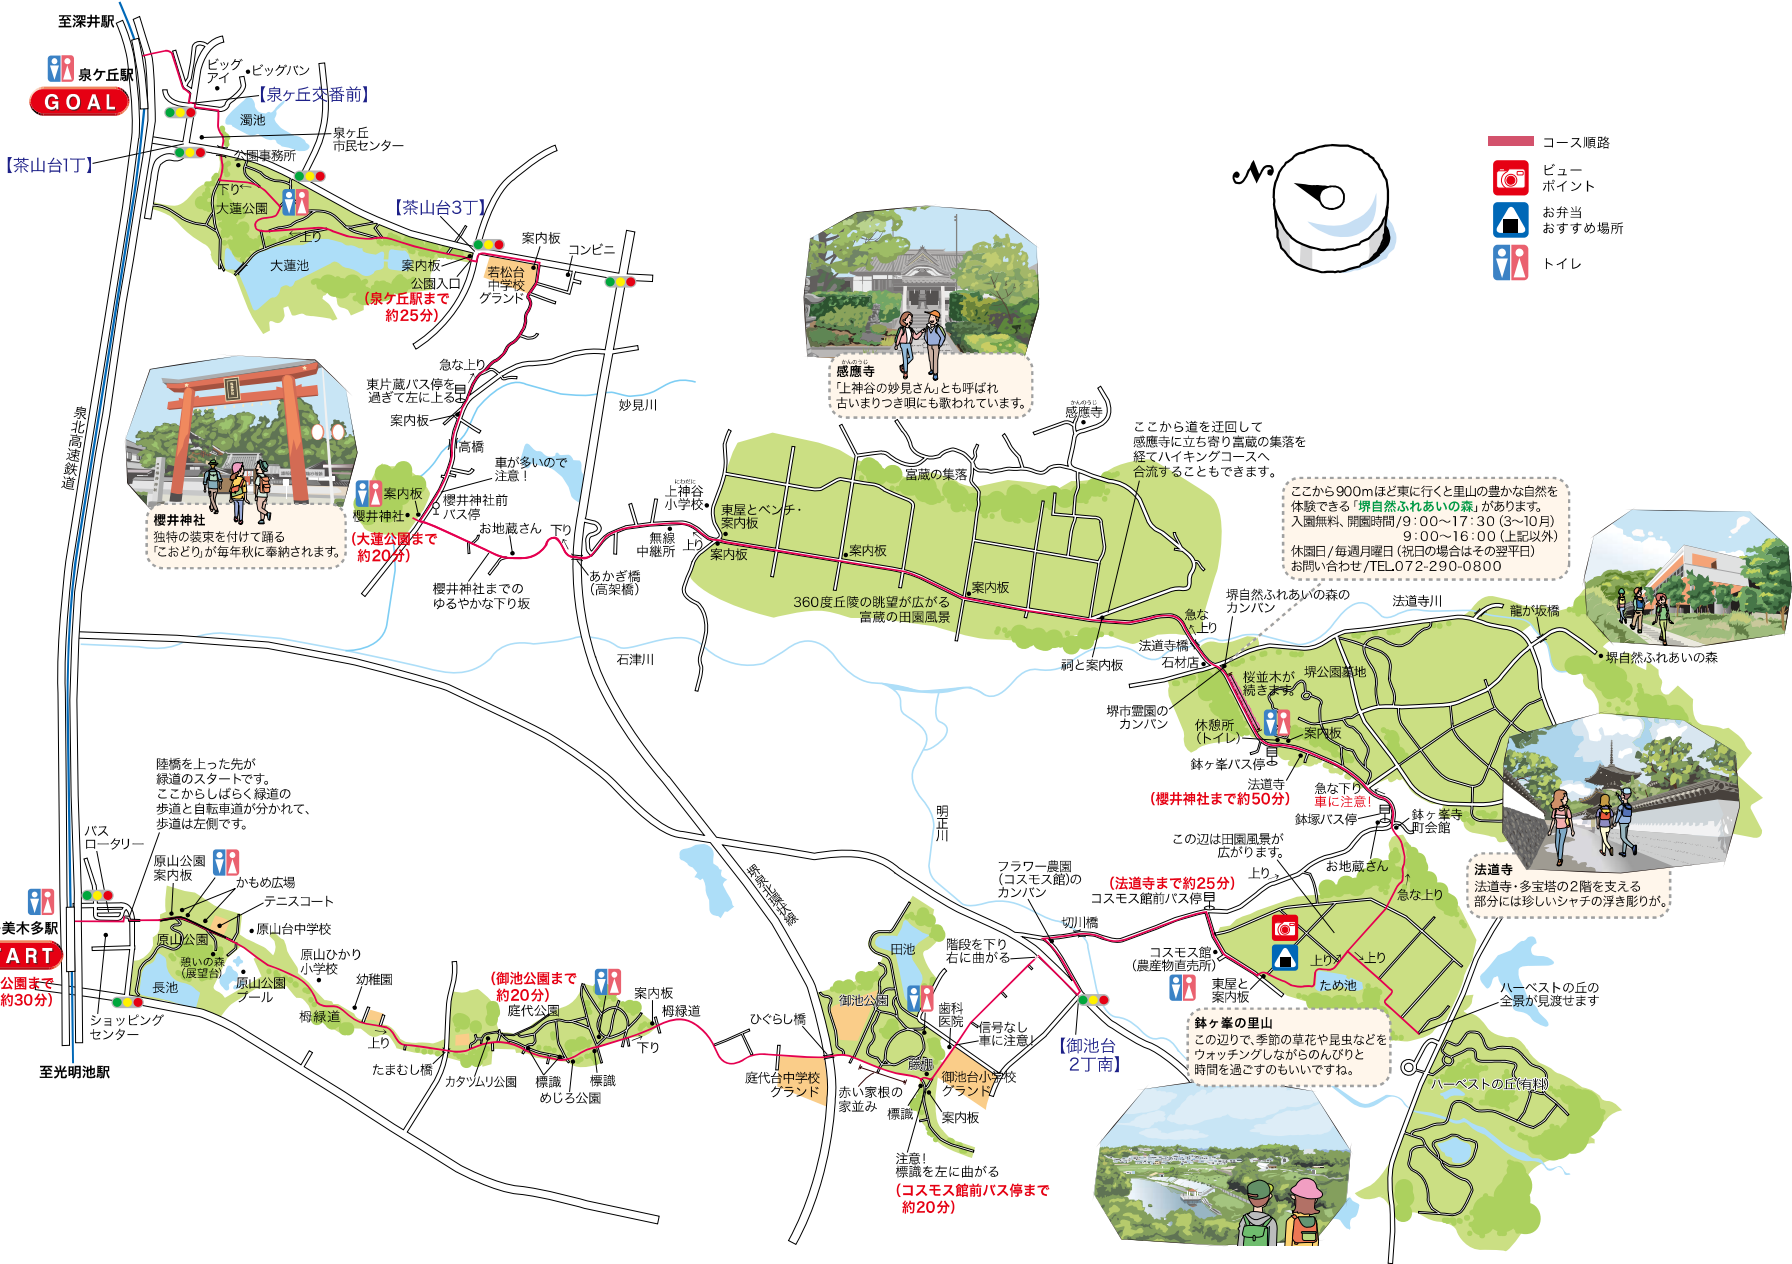 至深井駅
泉ケ丘駅
GOAL
ビッグ
アイ
ビッグバン
【泉ヶ丘交番前】
濁池
泉ヶ丘
市民センター
【茶山台1丁】
公園事務所
下り
大蓮公園
上り
大蓮池
【茶山台3丁】
案内板
コンビニ
案内板
公園入口
若松台
中学校
グランド
(泉ケ丘駅まで
約25分)
急な上り
東片蔵バス停を
過ぎて左に上る
案内板
妙見川
高橋
車が多いので
注意!
案内板
櫻井神社
櫻井神社前
バス停
(大蓮公園まで
約20分)
お地蔵さん
下り
櫻井神社までの
ゆるやかな下り坂
あかぎ橋
(高架橋)
泉北高速鉄道
櫻井神社
独特の装束を付けて踊る
「こおどり」が毎年秋に奉納されます。
にわだに
上神谷
小学校
無線
中継所
上り
東屋とベンチ・
案内板
案内板
案内板
案内板
富蔵の集落
360度丘陵の眺望が広がる
富蔵の田園風景
石津川
かんのうじ
感應寺
「上神谷の妙見さん」とも呼ばれ
古いまりつき唄にも歌われています。
かんのうじ
感應寺
ここから道を迂回して
感應寺に立ち寄り富蔵の集落を
経てハイキングコースへ
合流することもできます。
N
コース順路
ビュー
ポイント
お弁当
おすすめ場所
トイレ
ここから900mほど東に行くと里山の豊かな自然を
体験できる「堺自然ふれあいの森」があります。
入園無料、開園時間/9:00〜17:30(3〜10月)
9:00〜16:00(上記以外)
休園日/毎週月曜日(祝日の場合はその翌平日)
お問い合わせ/TEL.072-290-0800
堺自然ふれあいの森の
カンバン
法道寺川
龍が坂橋
堺自然ふれあいの森
急な
上り
法道寺橋
石材店
祠と案内板
桜並木が
続きます。
堺公園墓地
堺市霊園の
カンバン
休憩所
(トイレ)
案内板
鉢ヶ峯バス停
法道寺
(櫻井神社まで約50分)
急な下り
車に注意!
鉢塚バス停
鉢ヶ峯寺
町会館
お地蔵さん
この辺は田園風景が
広がります。
上り
急な上り
法道寺
法道寺・多宝塔の2階を支える
部分には珍しいシャチの浮き彫りが。
明正川
フラワー農園
(コスモス館)の
カンバン
(法道寺まで約25分)
コスモス館前バス停
切川橋
コスモス館
(農産物直売所)
東屋と
案内板
上り
上り
ため池
ハーベストの丘の
全景が見渡せます
ハーベストの丘(有料)
鉢ヶ峯の里山
この辺りで、季節の草花や昆虫などを
ウォッチングしながらのんびりと
時間を過ごすのもいいですね。
陸橋を上った先が
緑道のスタートです。
ここからしばらく緑道の
歩道と自転車道が分かれて、
歩道は左側です。
バス
ロータリー
原山公園
案内板
かもめ広場
テニスコート
原山台中学校
美木多駅
START
公園まで
約30分)
原山公園
憩いの森
(展望台)
長池
原山公園
プール
原山ひかり
小学校
幼稚園
ショッピング
センター
至光明池駅
栂緑道
上り
たまむし橋
カタツムリ公園
(御池公園まで
約20分)
庭代公園
標識
めじろ公園
標識
案内板
栂緑道
下り
ひぐらし橋
庭代台中学校
グランド
堺泉北環状線
田池
御池公園
階段を下り
右に曲がる
歯科
医院
信号なし
車に注意!
藤棚
御池台小学校
グランド
赤い家根の
家並み
標識
案内板
注意!
標識を左に曲がる
(コスモス館前バス停まで
約20分)
【御池台
2丁南】